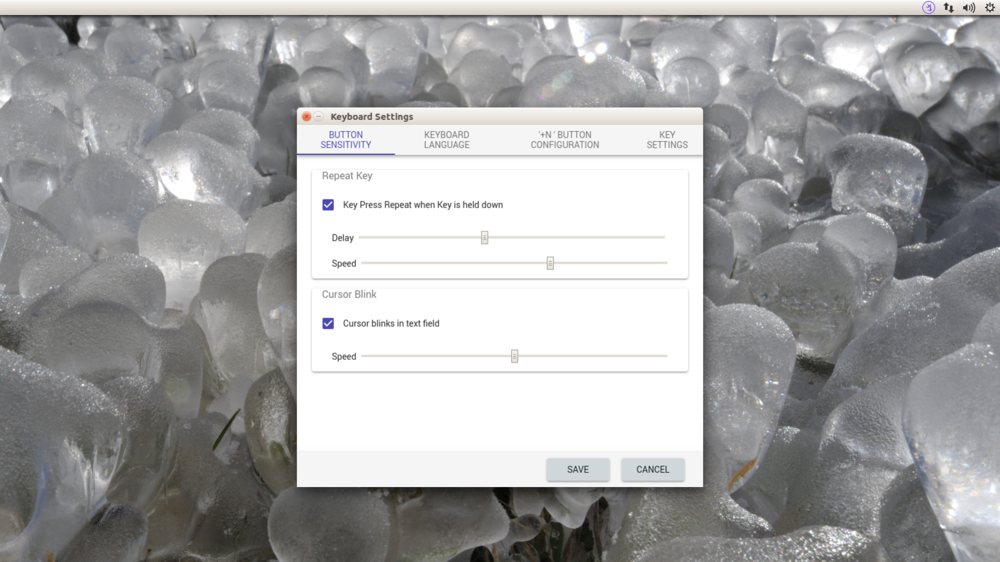 Keyboard Settings
BUTTON
SENSITIVITY
KEYBOARD
LANGUAGE
'+N ' BUTTON
CONFIGURATION
KEY
SETTINGS
Repeat Key
Key Press Repeat when Key is held down
Delay
Speed
Cursor Blink
Cursor blinks in text field
Speed
SAVE
CANCEL